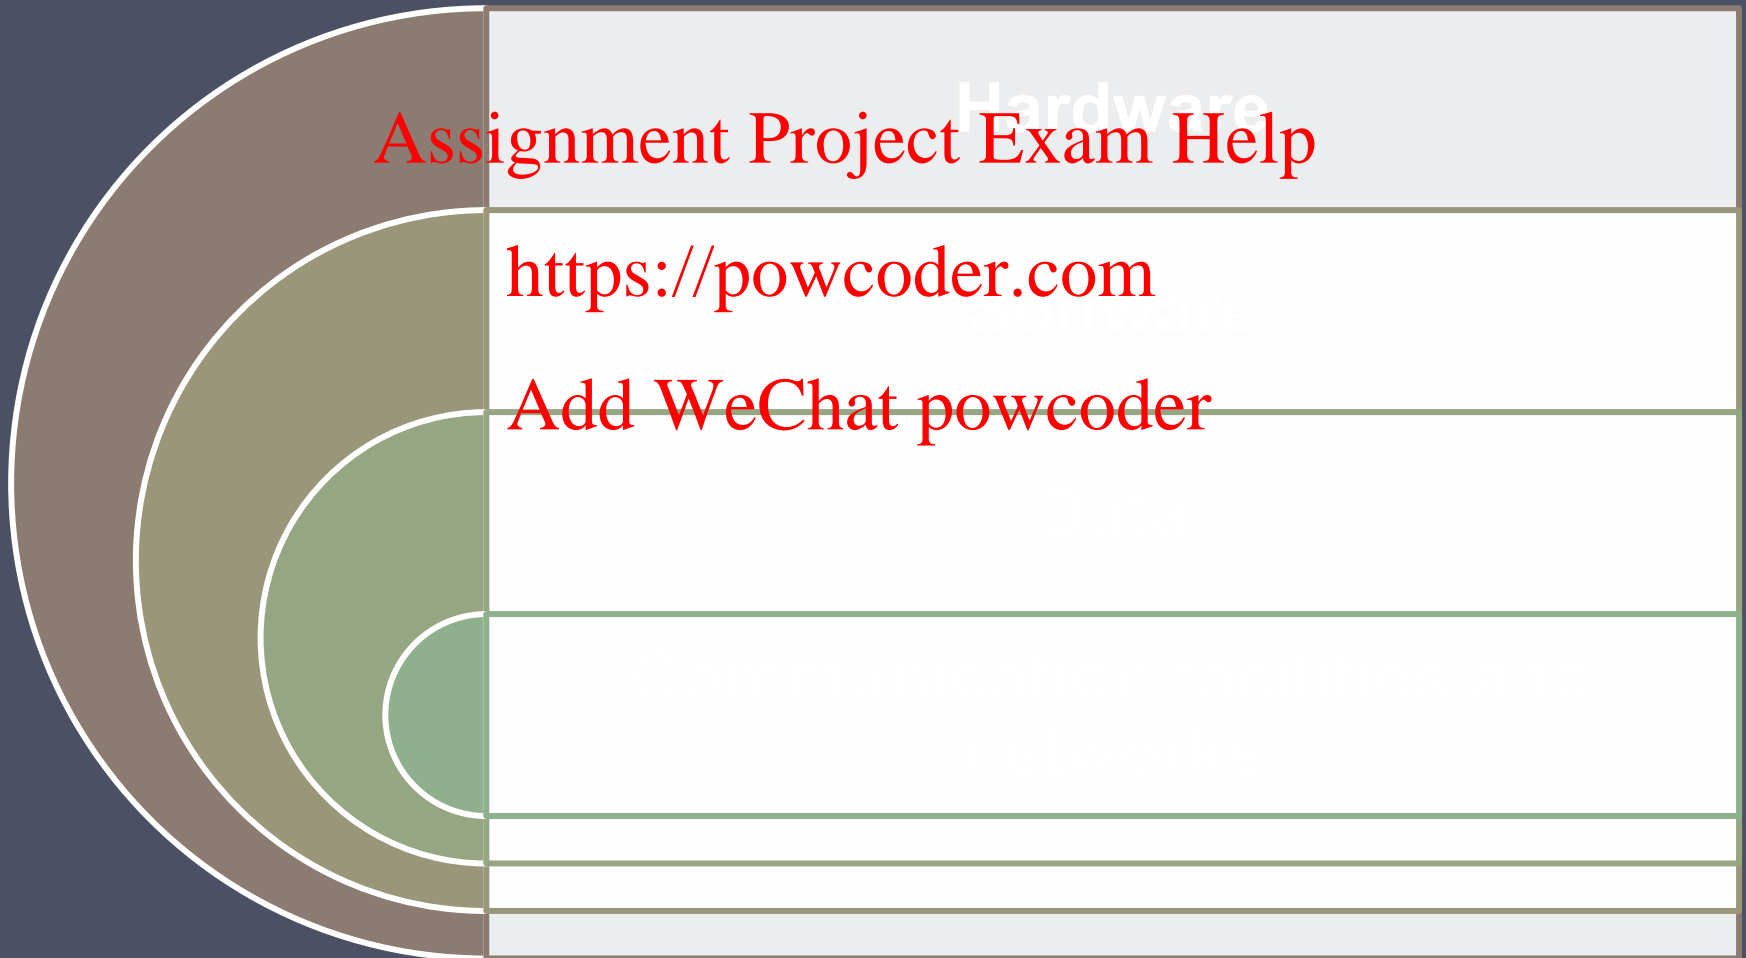 Hardware
Assignment Project Exam Help
https://powcoder.com
Software
Add WeChat powcoder
Data
Communication facilities and
networks